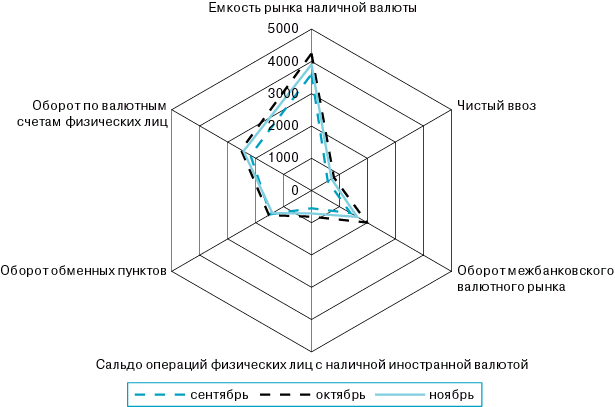 Емкость рынка наличной валюты
5000
4000
3000
2000
1000
0
Оборот по валютным
счетам физических лиц
Чистый ввоз
Оборот обменных пунктов
Оборот межбанковского
валютного рынка
Сальдо операций физических лиц с наличной иностранной валютой
сентябрь октябрь ноябрь